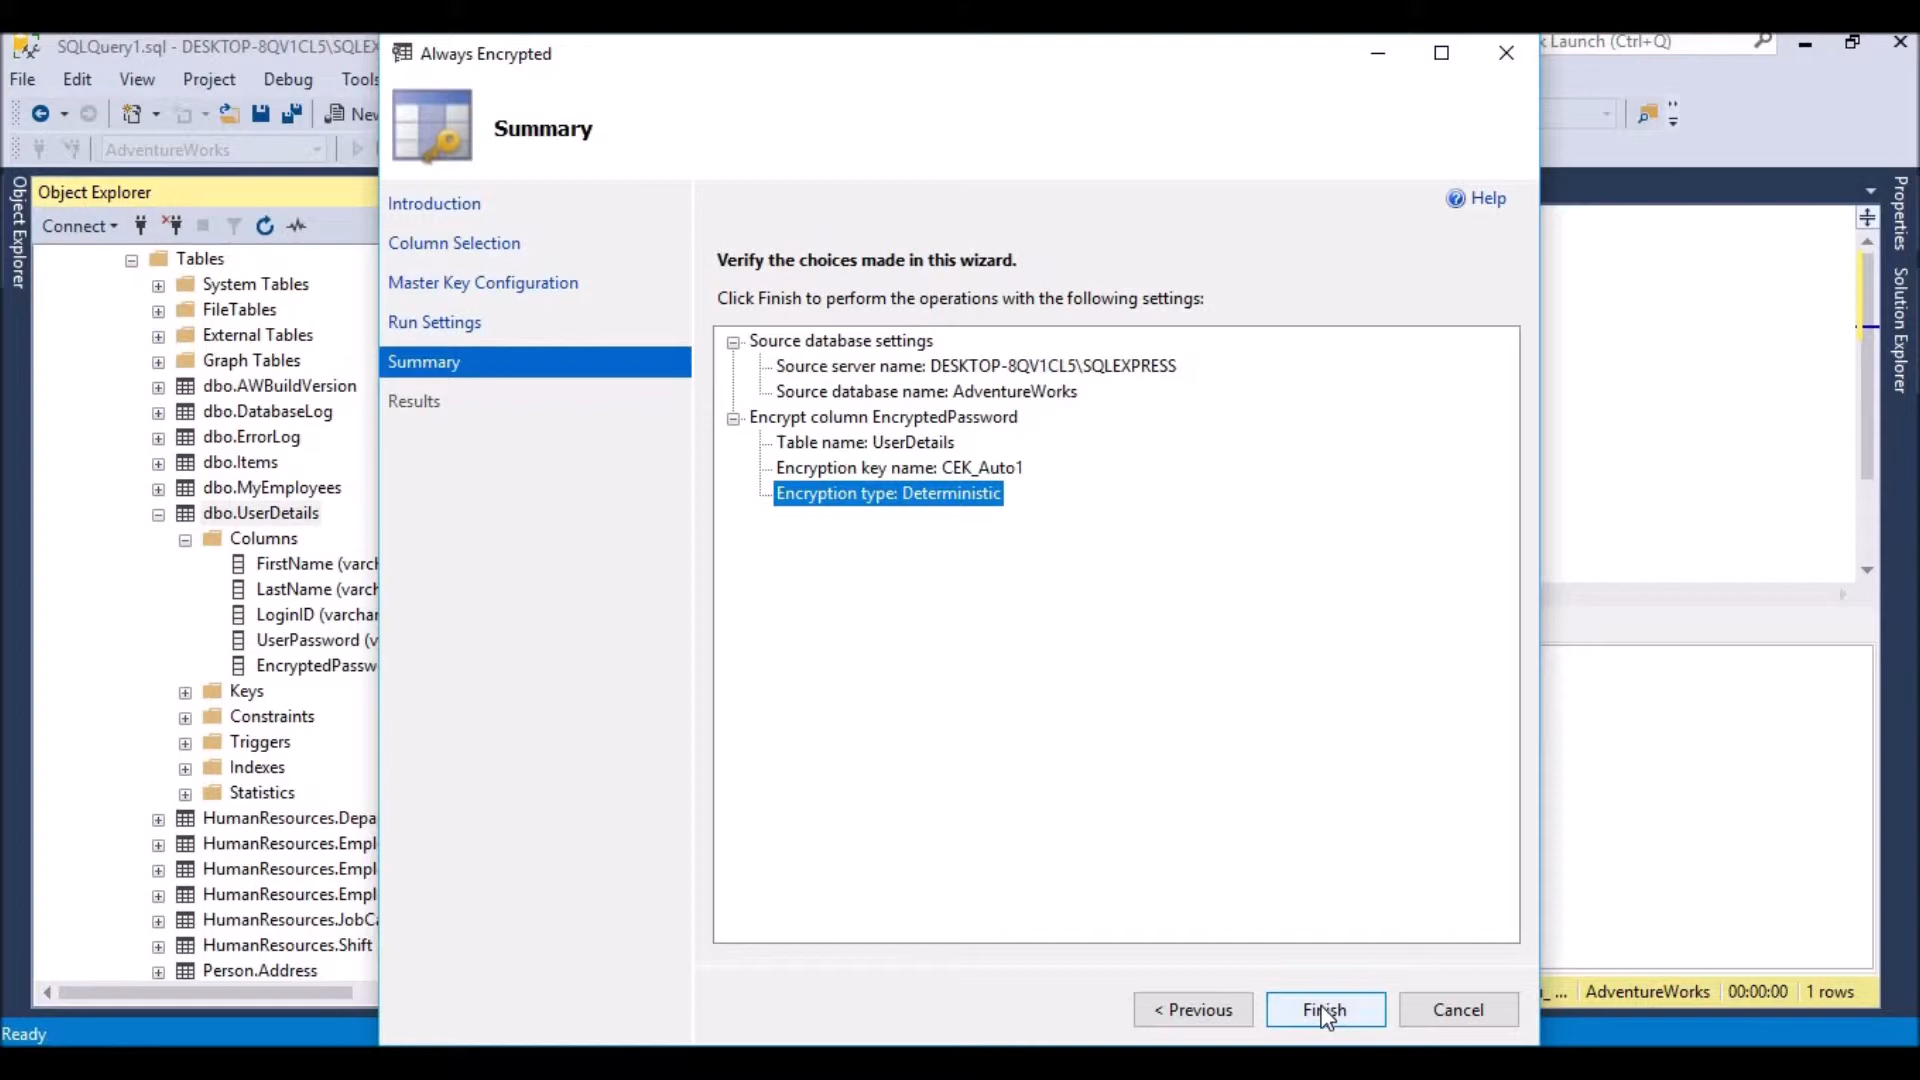 SQLQuery1.sql - DESKTOP-8QV1CL5\SQLEX
Always Encrypted
Launch (Ctrl+Q)
File Edit View Project Debug Tools
New
AdventureWorks
Summary
Object Explorer
Object Explorer
Connect
Tables
System Tables
FileTables
External Tables
Graph Tables
dbo.AWBuildVersion
dbo.DatabaseLog
dbo.ErrorLog
dbo.Items
dbo.MyEmployees
dbo.UserDetails
Columns
FirstName (varch
LastName (varch
LoginID (varchar
UserPassword (v
EncryptedPassw
Keys
Constraints
Triggers
Indexes
Statistics
HumanResources.Depa
HumanResources.Empl
HumanResources.Empl
HumanResources.Empl
HumanResources.JobCa
HumanResources.Shift
Person.Address
Introduction
Column Selection
Master Key Configuration
Run Settings
Summary
Results
Help
Verify the choices made in this wizard.
Click Finish to perform the operations with the following settings:
Source database settings
Source server name: DESKTOP-8QV1CL5\SQLEXPRESS
Source database name: AdventureWorks
Encrypt column EncryptedPassword
Table name: UserDetails
Encryption key name: CEK_Auto1
Encryption type: Deterministic
< Previous Finish Cancel
Properties
Solution Explorer
AdventureWorks 00:00:00 1 rows
Ready